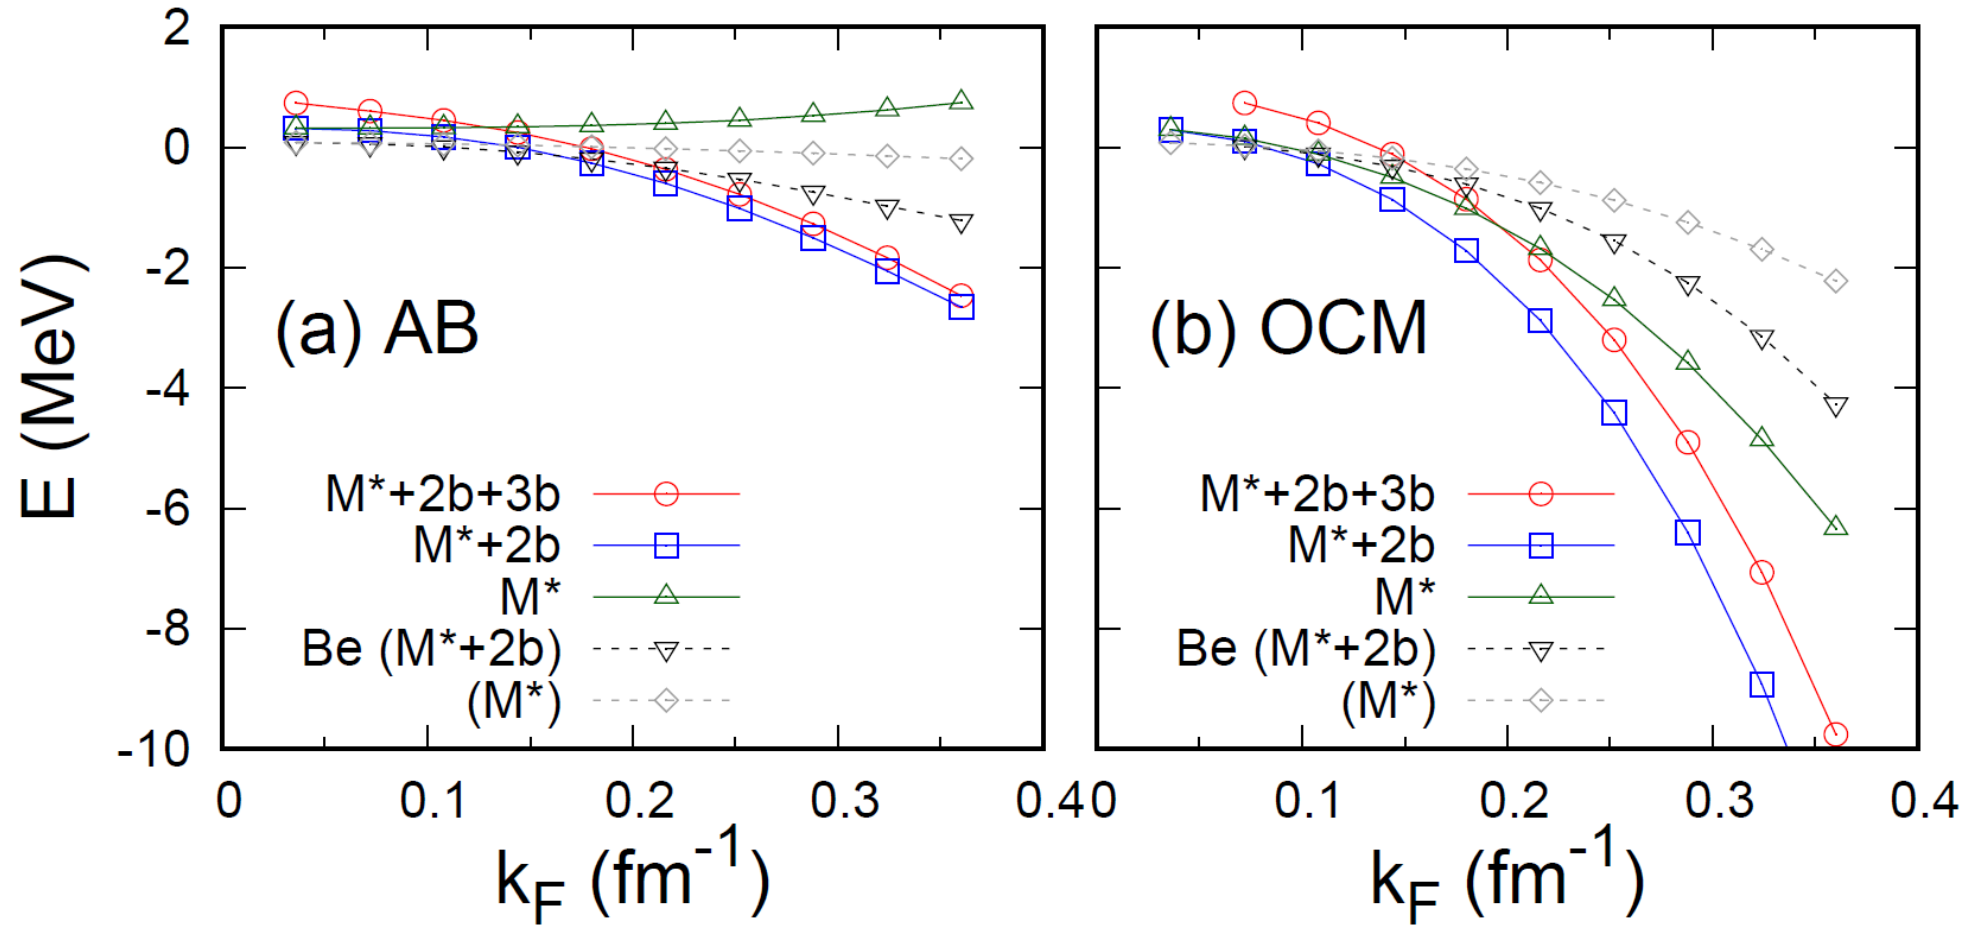 E (MeV)
2
0
-2
-4
-6
-8
-10
(a) AB
M*+2b+3b
M*+2b
M*
Be (M*+2b)
(M*)
0 0.1 0.2 0.3 0.4
k_F (fm^-1)
(b) OCM
M*+2b+3b
M*+2b
M*
Be (M*+2b)
(M*)
0 0.1 0.2 0.3 0.4
k_F (fm^-1)